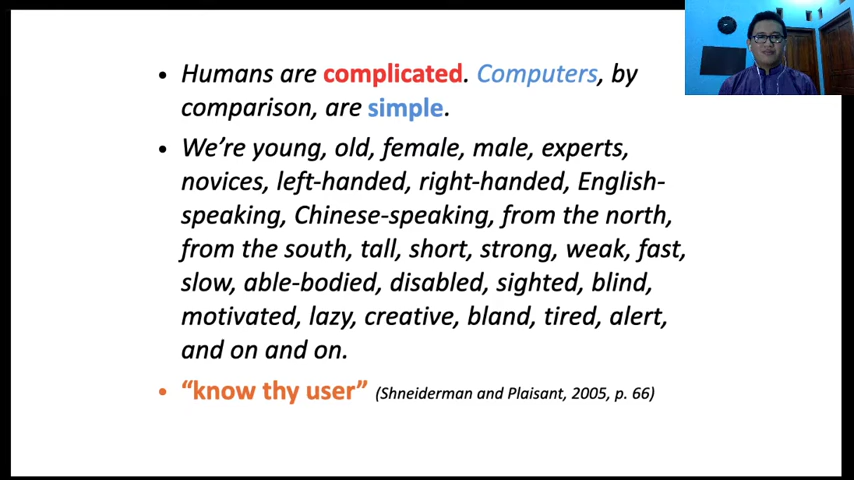 • Humans are complicated. Computers, by
comparison, are simple.
• We’re young, old, female, male, experts,
novices, left-handed, right-handed, English-
speaking, Chinese-speaking, from the north,
from the south, tall, short, strong, weak, fast,
slow, able-bodied, disabled, sighted, blind,
motivated, lazy, creative, bland, tired, alert,
and on and on.
• “know thy user” (Shneiderman and Plaisant, 2005, p. 66)